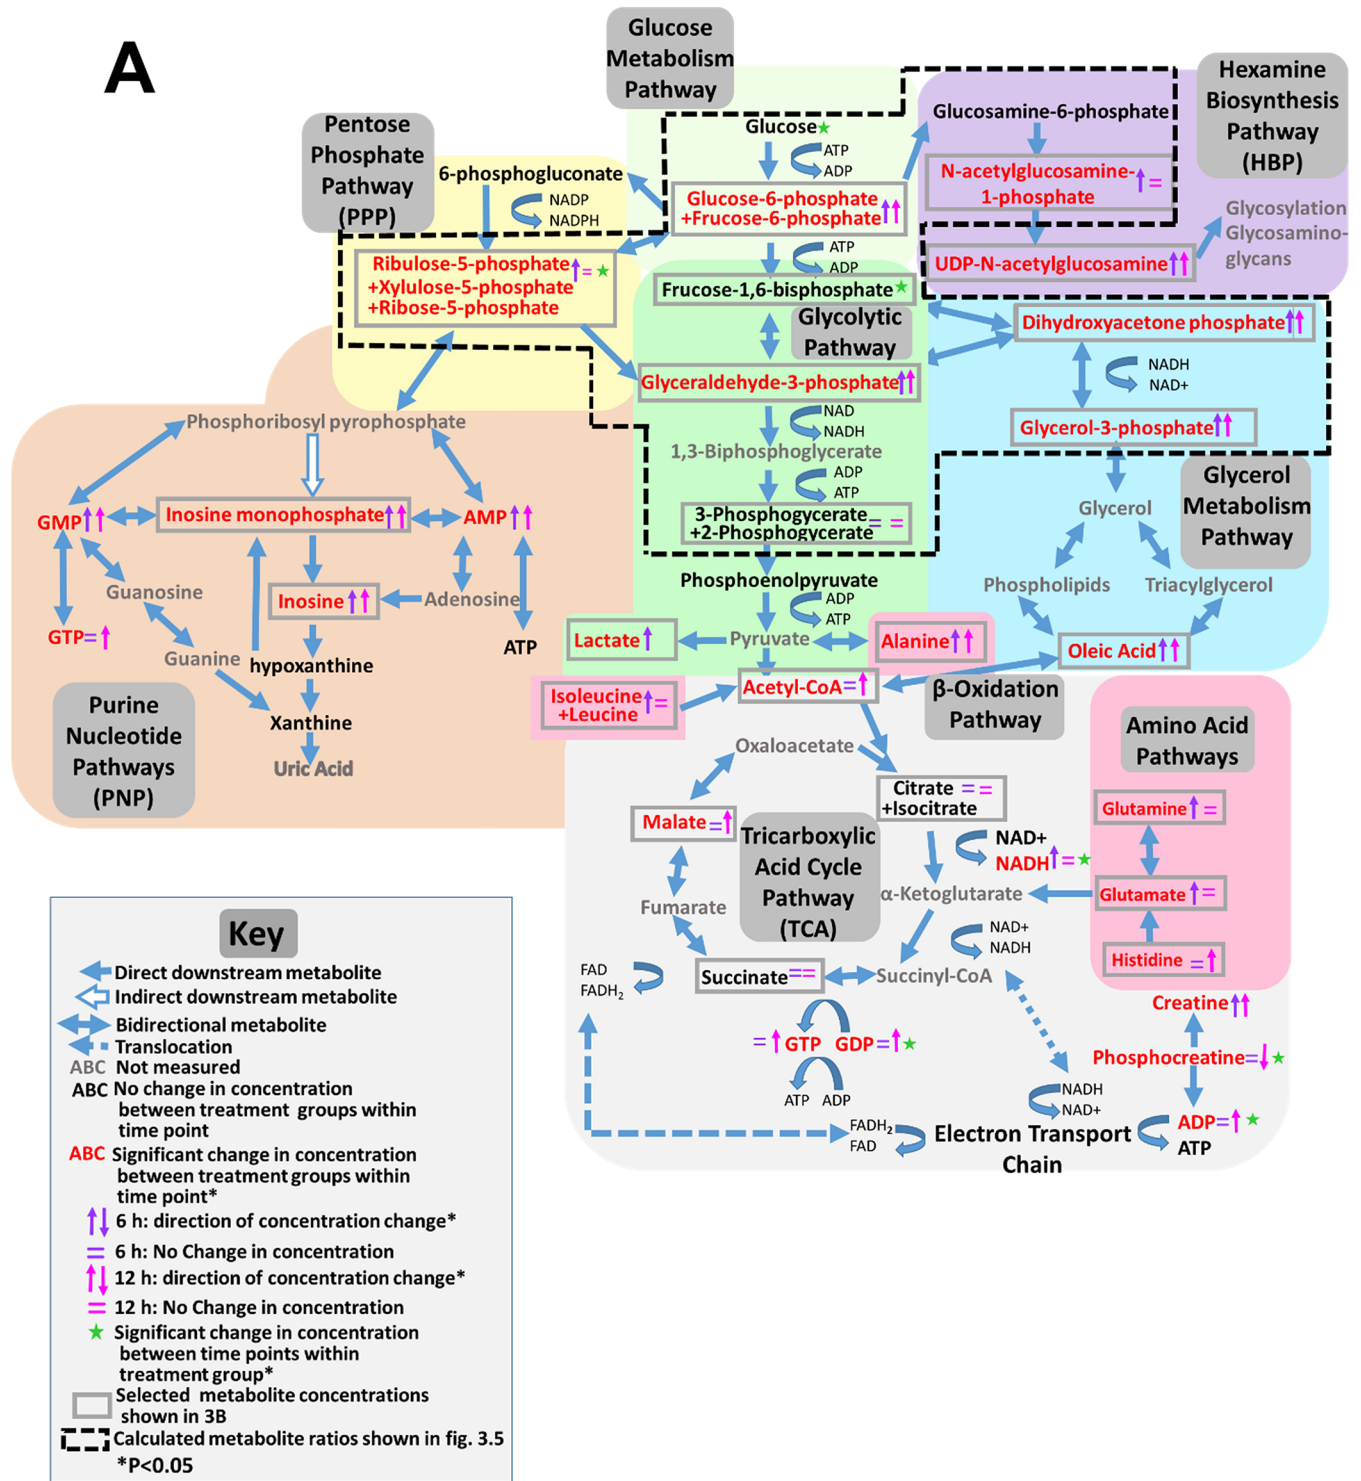 A
Glucose
Metabolism
Pathway
Hexamine
Biosynthesis
Pathway
(HBP)
Pentose
Phosphate
Pathway
(PPP)
Glucose★
ATP
ADP
Glucosamine-6-phosphate
6-phosphogluconate
NADP
NADPH
Glucose-6-phosphate
+Frucose-6-phosphate↑↑
N-acetylglucosamine-
1-phosphate ↑=
Glycosylation
Glycosamino-
glycans
UDP-N-acetylglucosamine↑↑
ATP
ADP
Ribulose-5-phosphate↑=★
+Xylulose-5-phosphate
+Ribose-5-phosphate
Frucose-1,6-bisphosphate★
Glycolytic
Pathway
Dihydroxyacetone phosphate↑↑
NADH
NAD+
Glyceraldehyde-3-phosphate↑↑
NAD
NADH
Glycerol-3-phosphate↑↑
Phosphoribosyl pyrophosphate
1,3-Biphosphoglycerate
ADP
ATP
Glycerol
Metabolism
Pathway
GMP↑↑
Inosine monophosphate↑↑
AMP↑↑
3-Phosphogycerate
+2-Phosphogycerate= =
Glycerol
Phosphoenolpyruvate
ADP
ATP
Phospholipids
Triacylglycerol
Guanosine
Inosine↑↑
Adenosine
GTP=↑
ATP
Lactate↑
Pyruvate
Alanine↑↑
Oleic Acid↑↑
Guanine
hypoxanthine
Isoleucine
+Leucine ↑=
Acetyl-CoA=↑
β-Oxidation
Pathway
Purine
Nucleotide
Pathways
(PNP)
Xanthine
Uric Acid
Oxaloacetate
Amino Acid
Pathways
Citrate ==
+Isocitrate
Malate=↑
Tricarboxylic
Acid Cycle
Pathway
(TCA)
NAD+
NADH↑=★
Glutamine↑=
Fumarate
α-Ketoglutarate
Glutamate↑=
NAD+
NADH
Histidine =↑
FAD
FADH2
Succinate==
Succinyl-CoA
Creatine↑↑
=↑GTP GDP=↑★
Phosphocreatine=↓★
ATP ADP
NADH
NAD+
ADP=↑★
ATP
FADH2
FAD
Electron Transport
Chain
Key
Direct downstream metabolite
Indirect downstream metabolite
Bidirectional metabolite
Translocation
ABC Not measured
ABC No change in concentration
between treatment groups within
time point
ABC Significant change in concentration
between treatment groups within
time point*
↑↓ 6 h: direction of concentration change*
= 6 h: No Change in concentration
↑↓ 12 h: direction of concentration change*
= 12 h: No Change in concentration
★ Significant change in concentration
between time points within
treatment group*
Selected metabolite concentrations
shown in 3B
Calculated metabolite ratios shown in fig. 3.5
*P<0.05